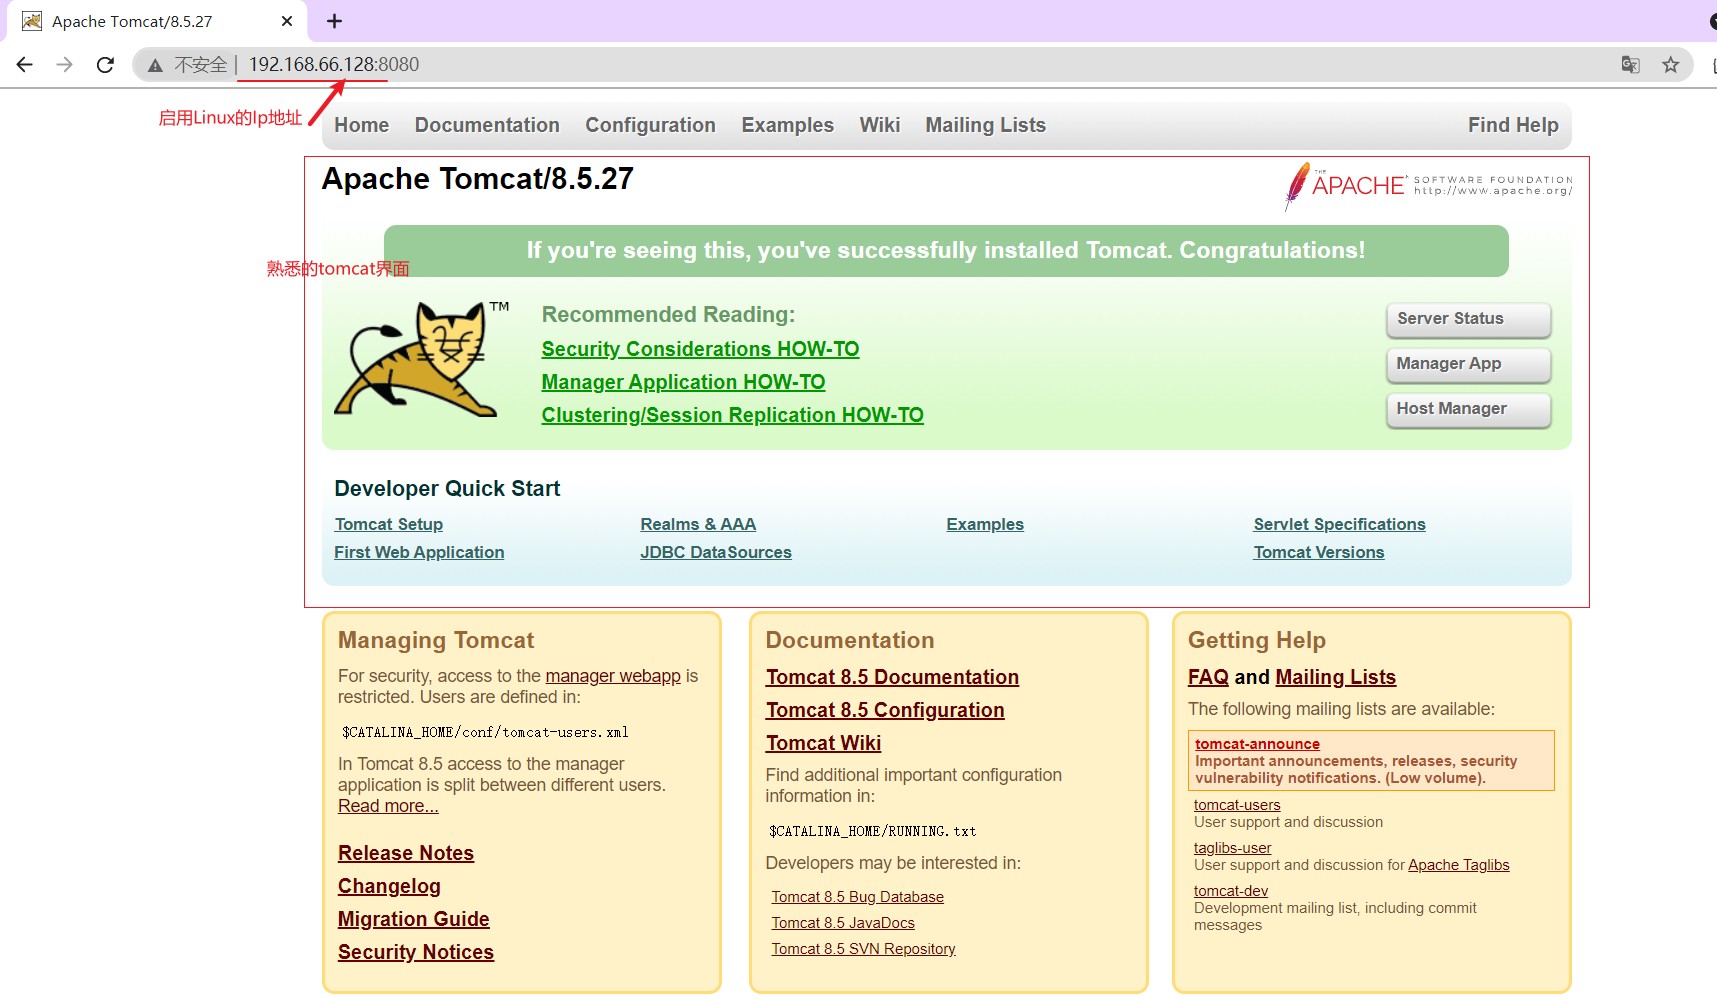 Apache Tomcat/8.5.27
不安全 | 192.168.66.128:8080
启用Linux的Ip地址
Home Documentation Configuration Examples Wiki Mailing Lists Find Help
Apache Tomcat/8.5.27
THE APACHE SOFTWARE FOUNDATION
http://www.apache.org/
If you're seeing this, you've successfully installed Tomcat. Congratulations!
熟悉的tomcat界面
TM
Recommended Reading:
Security Considerations HOW-TO
Manager Application HOW-TO
Clustering/Session Replication HOW-TO
Server Status
Manager App
Host Manager
Developer Quick Start
Tomcat Setup
First Web Application
Realms & AAA
JDBC DataSources
Examples
Servlet Specifications
Tomcat Versions
Managing Tomcat
For security, access to the manager webapp is
restricted. Users are defined in:
$CATALINA_HOME/conf/tomcat-users.xml
In Tomcat 8.5 access to the manager
application is split between different users.
Read more...
Release Notes
Changelog
Migration Guide
Security Notices
Documentation
Tomcat 8.5 Documentation
Tomcat 8.5 Configuration
Tomcat Wiki
Find additional important configuration
information in:
$CATALINA_HOME/RUNNING.txt
Developers may be interested in:
Tomcat 8.5 Bug Database
Tomcat 8.5 JavaDocs
Tomcat 8.5 SVN Repository
Getting Help
FAQ and Mailing Lists
The following mailing lists are available:
tomcat-announce
Important announcements, releases, security
vulnerability notifications. (Low volume).
tomcat-users
User support and discussion
taglibs-user
User support and discussion for Apache Taglibs
tomcat-dev
Development mailing list, including commit
messages